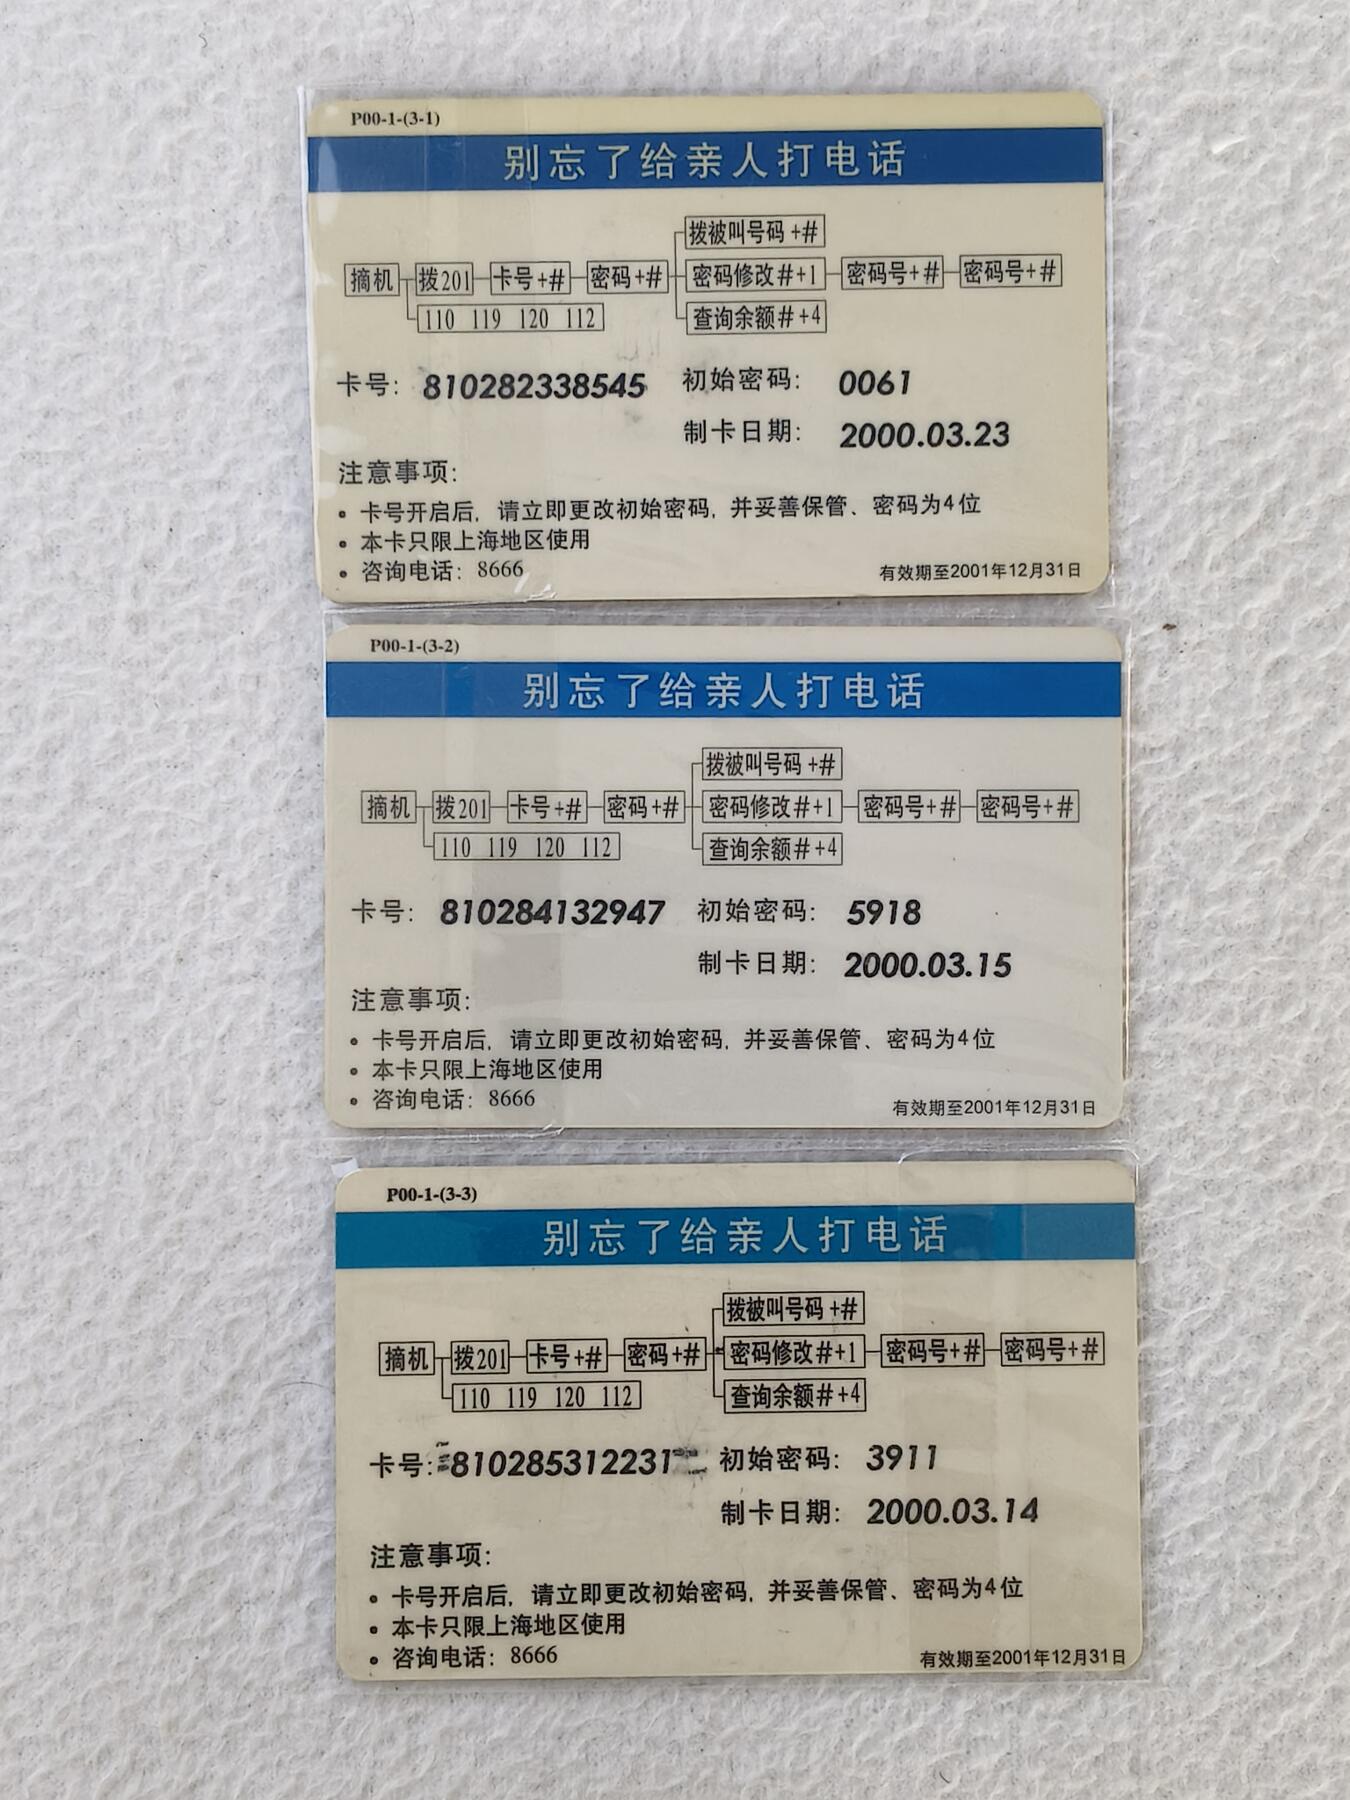 P00-1-(3-1)
别忘了给亲人打电话
拨被叫号码+#
摘机 拨201 卡号+# 密码+# 密码修改#+1 密码号+# 密码号+#
110 119 120 112 查询余额#+4
卡号: 810282338545 初始密码: 0061
制卡日期: 2000.03.23
注意事项:
• 卡号开启后, 请立即更改初始密码, 并妥善保管、密码为4位
• 本卡只限上海地区使用
• 咨询电话: 8666 有效期至2001年12月31日
P00-1-(3-2)
别忘了给亲人打电话
拨被叫号码+#
摘机 拨201 卡号+# 密码+# 密码修改#+1 密码号+# 密码号+#
110 119 120 112 查询余额#+4
卡号: 810284132947 初始密码: 5918
制卡日期: 2000.03.15
注意事项:
• 卡号开启后, 请立即更改初始密码, 并妥善保管、密码为4位
• 本卡只限上海地区使用
• 咨询电话: 8666 有效期至2001年12月31日
P00-1-(3-3)
别忘了给亲人打电话
拨被叫号码+#
摘机 拨201 卡号+# 密码+# 密码修改#+1 密码号+# 密码号+#
110 119 120 112 查询余额#+4
卡号: 810285312231 初始密码: 3911
制卡日期: 2000.03.14
注意事项:
• 卡号开启后, 请立即更改初始密码, 并妥善保管、密码为4位
• 本卡只限上海地区使用
• 咨询电话: 8666 有效期至2001年12月31日